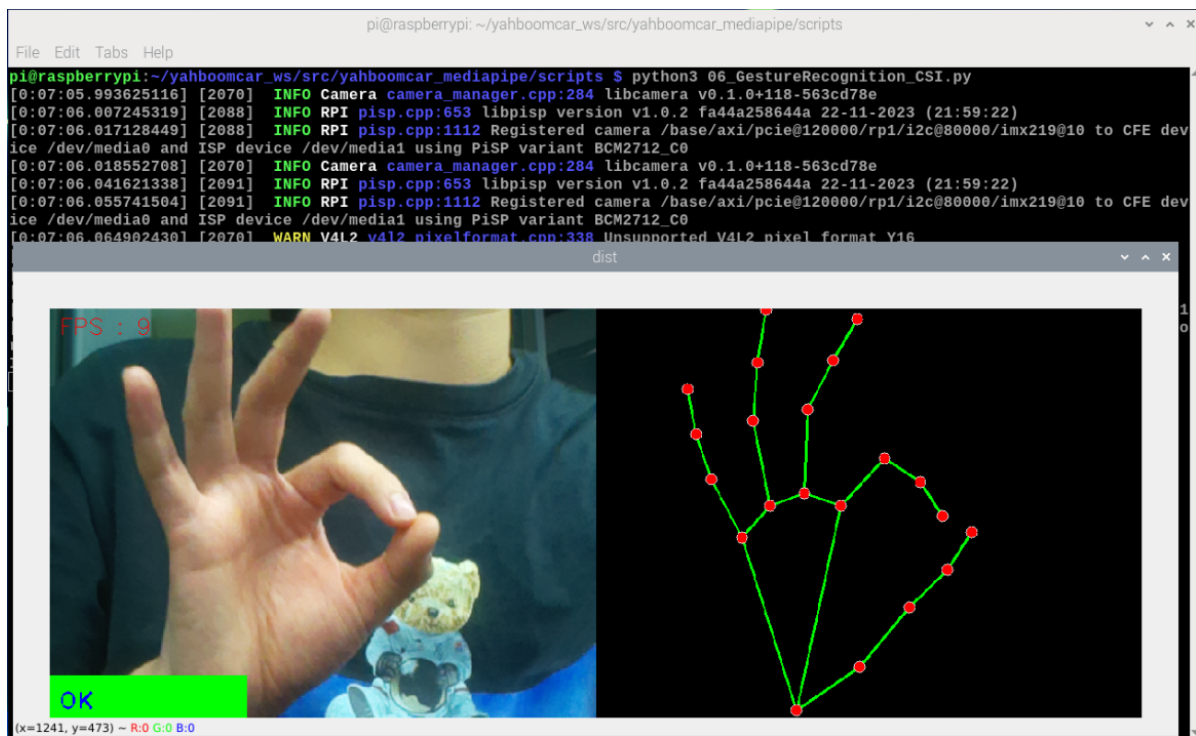 pi@raspberrypi: ~/yahboomcar_ws/src/yahboomcar_mediapipe/scripts
File Edit Tabs Help
pi@raspberrypi:~/yahboomcar_ws/src/yahboomcar_mediapipe/scripts $ python3 06_GestureRecognition_CSI.py
[0:07:05.993625116] [2070] INFO Camera camera_manager.cpp:284 libcamera v0.1.0+118-563cd78e
[0:07:06.007245319] [2088] INFO RPI pisp.cpp:653 libpisp version v1.0.2 fa44a258644a 22-11-2023 (21:59:22)
[0:07:06.017128449] [2088] INFO RPI pisp.cpp:1112 Registered camera /base/axi/pcie@120000/rp1/i2c@80000/imx219@10 to CFE dev
ice /dev/media0 and ISP device /dev/media1 using PiSP variant BCM2712_C0
[0:07:06.018552708] [2070] INFO Camera camera_manager.cpp:284 libcamera v0.1.0+118-563cd78e
[0:07:06.041621338] [2091] INFO RPI pisp.cpp:653 libpisp version v1.0.2 fa44a258644a 22-11-2023 (21:59:22)
[0:07:06.055741504] [2091] INFO RPI pisp.cpp:1112 Registered camera /base/axi/pcie@120000/rp1/i2c@80000/imx219@10 to CFE dev
ice /dev/media0 and ISP device /dev/media1 using PiSP variant BCM2712_C0
[0:07:06.064902430] [2070] WARN V4L2 v4l2_pixelformat.cpp:338 Unsupported V4L2 pixel format Y16
dist
FPS : 9
OK
(x=1241, y=473) ~ R:0 G:0 B:0